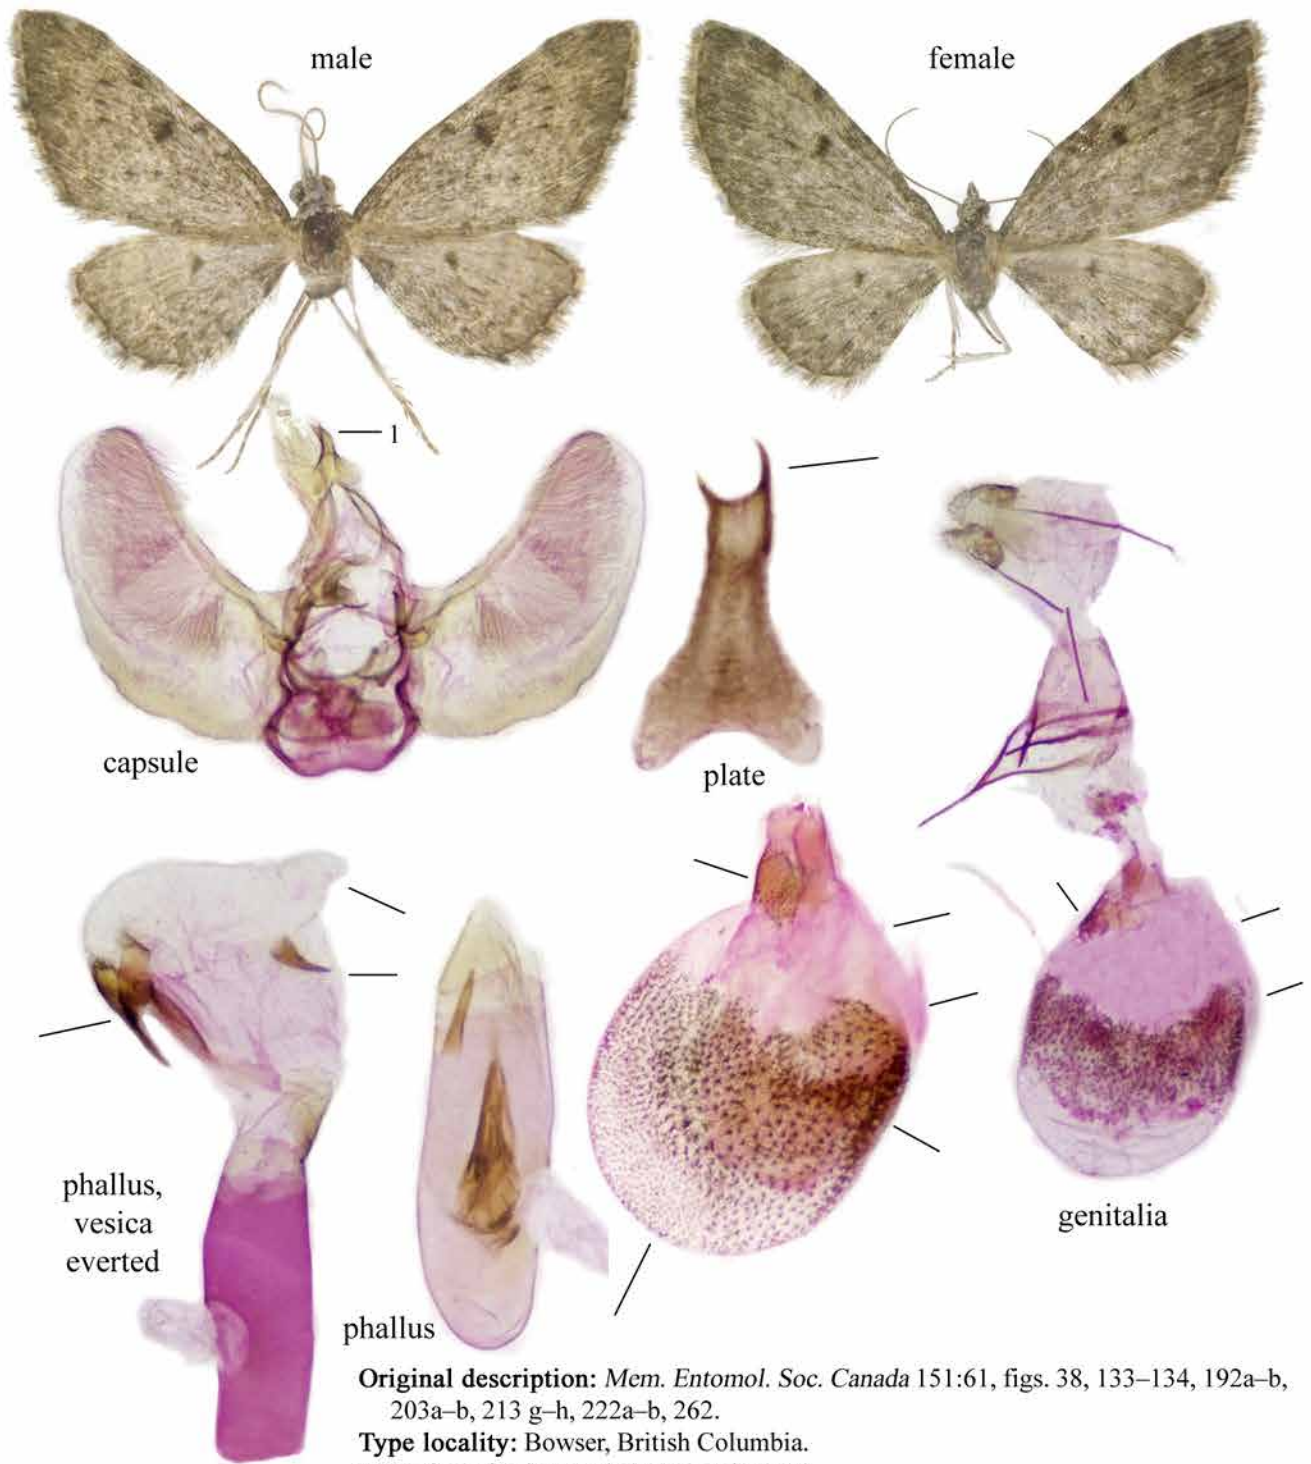 male
female
1
capsule
plate
phallus,
vesica
everted
genitalia
phallus
Original description: Mem. Entomol. Soc. Canada 151:61, figs. 38, 133–134, 192a–b,
203a–b, 213 g–h, 222a–b, 262.
Type locality: Bowser, British Columbia.